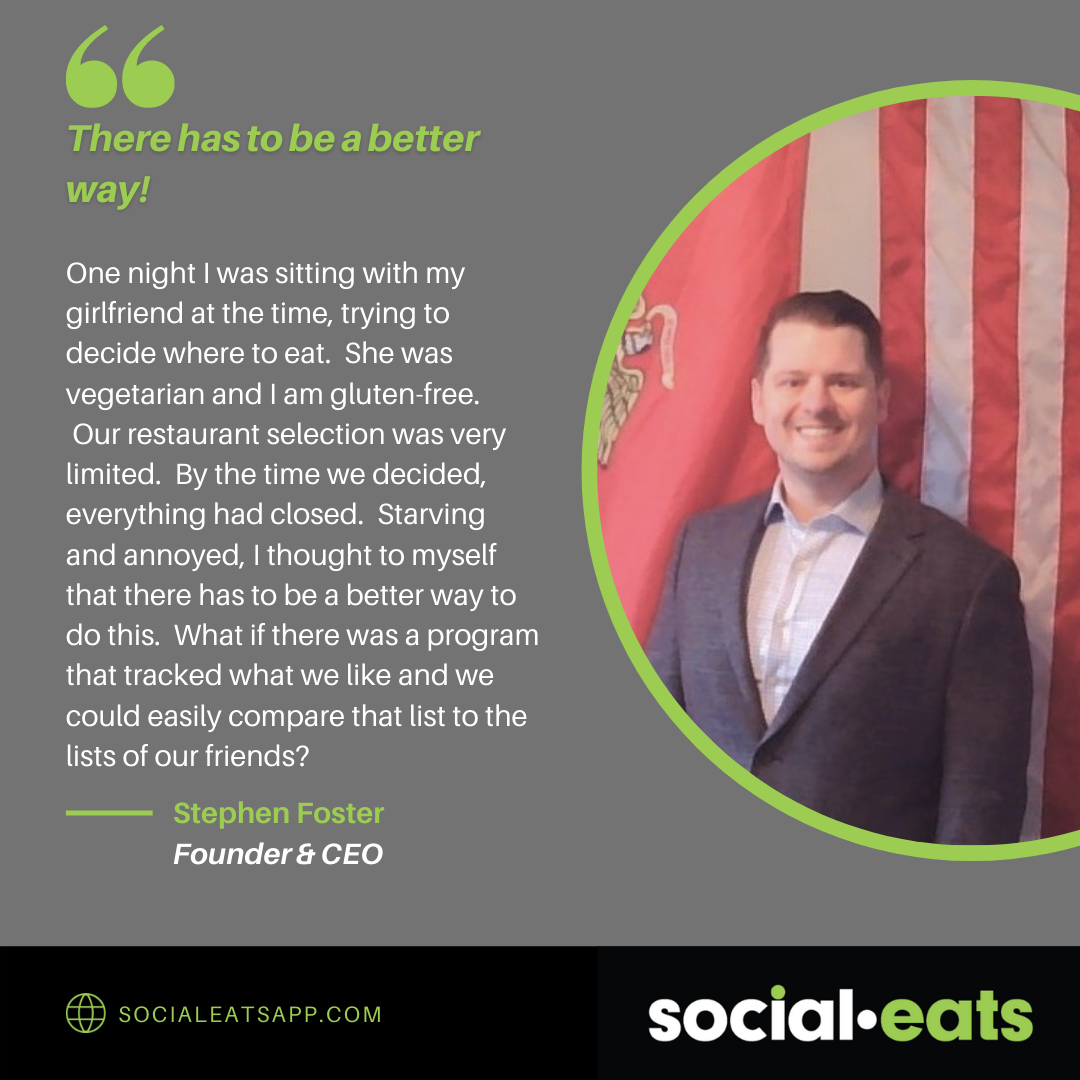 There has to be a better
way!
One night I was sitting with my
girlfriend at the time, trying to
decide where to eat.  She was
vegetarian and I am gluten-free.
Our restaurant selection was very
limited.  By the time we decided,
everything had closed.  Starving
and annoyed, I thought to myself
that there has to be a better way to
do this.  What if there was a program
that tracked what we like and we
could easily compare that list to the
lists of our friends?
Stephen Foster
Founder & CEO
SOCIALEATSAPP.COM
social•eats